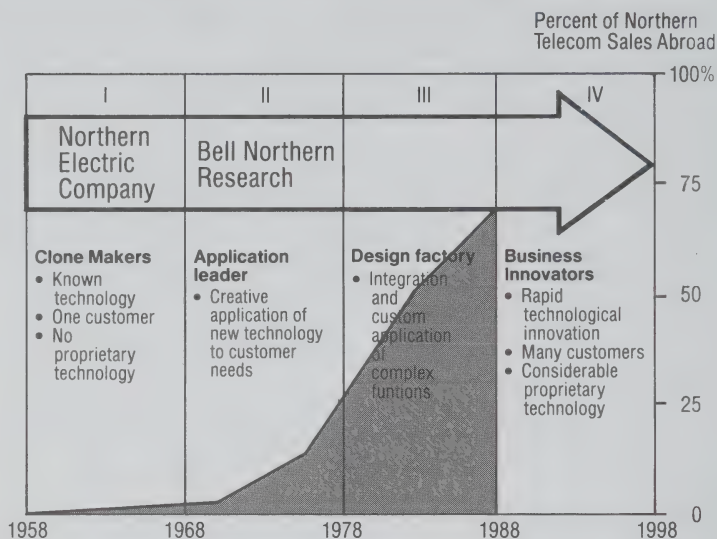 Percent of Northern
Telecom Sales Abroad
100%
I
II
III
IV
Northern
Electric
Company
Bell Northern
Research
75
Clone Makers
• Known
technology
• One customer
• No
proprietary
technology
Application
leader
• Creative
application of
new technology
to customer
needs
Design factory
• Integration
and
custom
application
of
complex
funtions
Business
Innovators
• Rapid
technological
innovation
• Many customers
• Considerable
proprietary
technology
50
25
0
1958
1968
1978
1988
1998